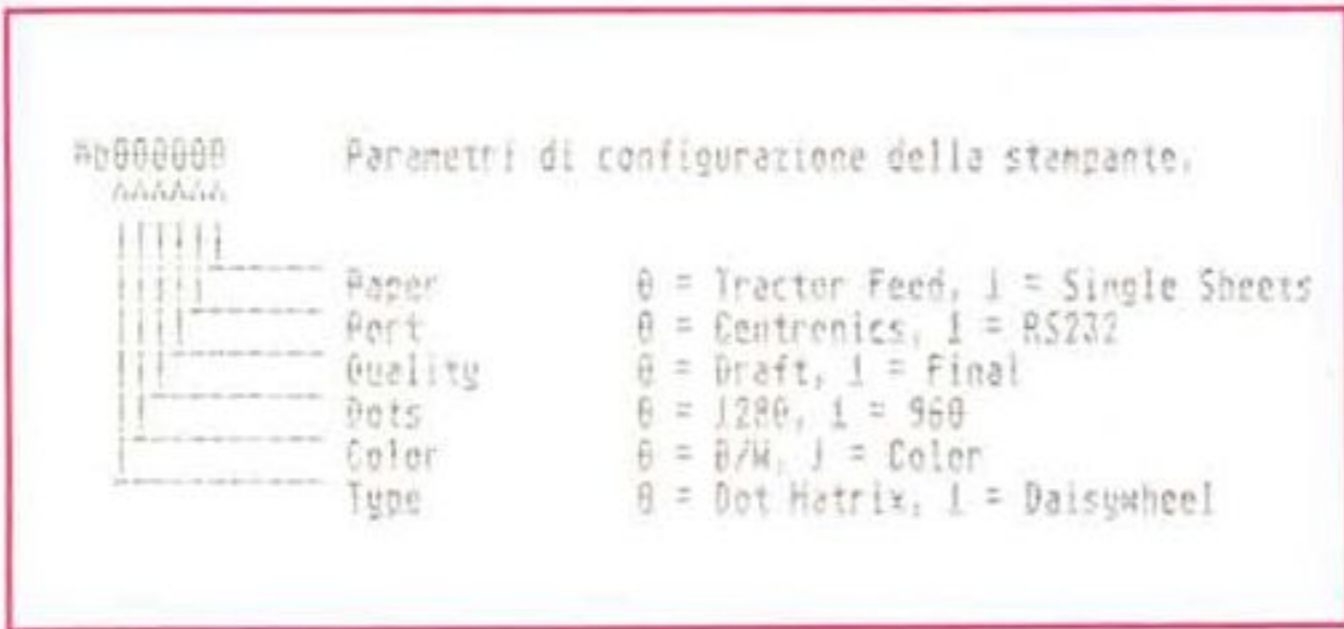 %b000000 Parametri di configurazione della stampante.
^^^^^^
Paper 0 = Tractor Feed, 1 = Single Sheets
Port 0 = Centronics, 1 = RS232
Quality 0 = Draft, 1 = Final
Dots 0 = 1280, 1 = 960
Color 0 = B/W, 1 = Color
Type 0 = Dot Matrix, 1 = Daisywheel